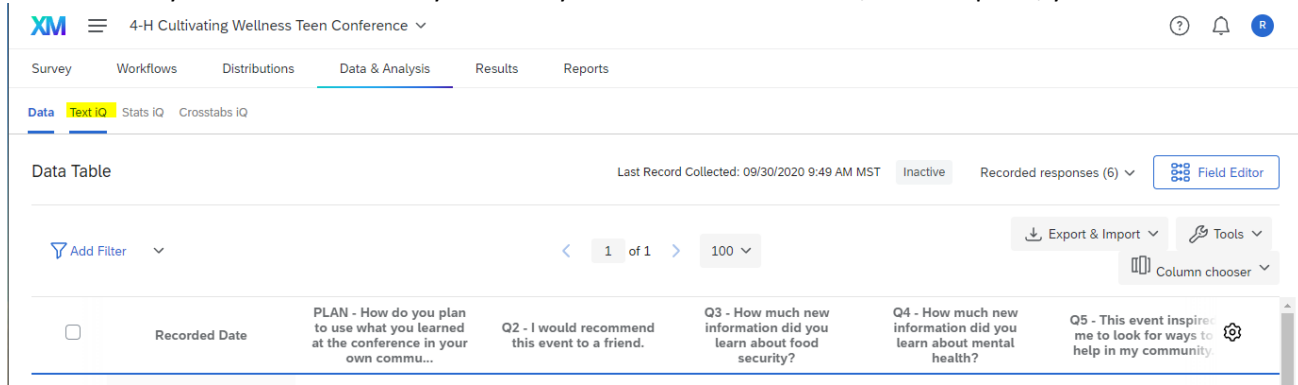 XM 4-H Cultivating Wellness Teen Conference R
Survey Workflows Distributions Data & Analysis Results Reports
Data Text iQ Stats iQ Crosstabs iQ
Data Table Last Record Collected: 09/30/2020 9:49 AM MST Inactive Recorded responses (6) Field Editor
Add Filter 1 of 1 100 Export & Import Tools
Column chooser
Recorded Date
PLAN - How do you plan
to use what you learned
at the conference in your
own commu...
Q2 - I would recommend
this event to a friend.
Q3 - How much new
information did you
learn about food
security?
Q4 - How much new
information did you
learn about mental
health?
Q5 - This event inspired
me to look for ways to
help in my community.